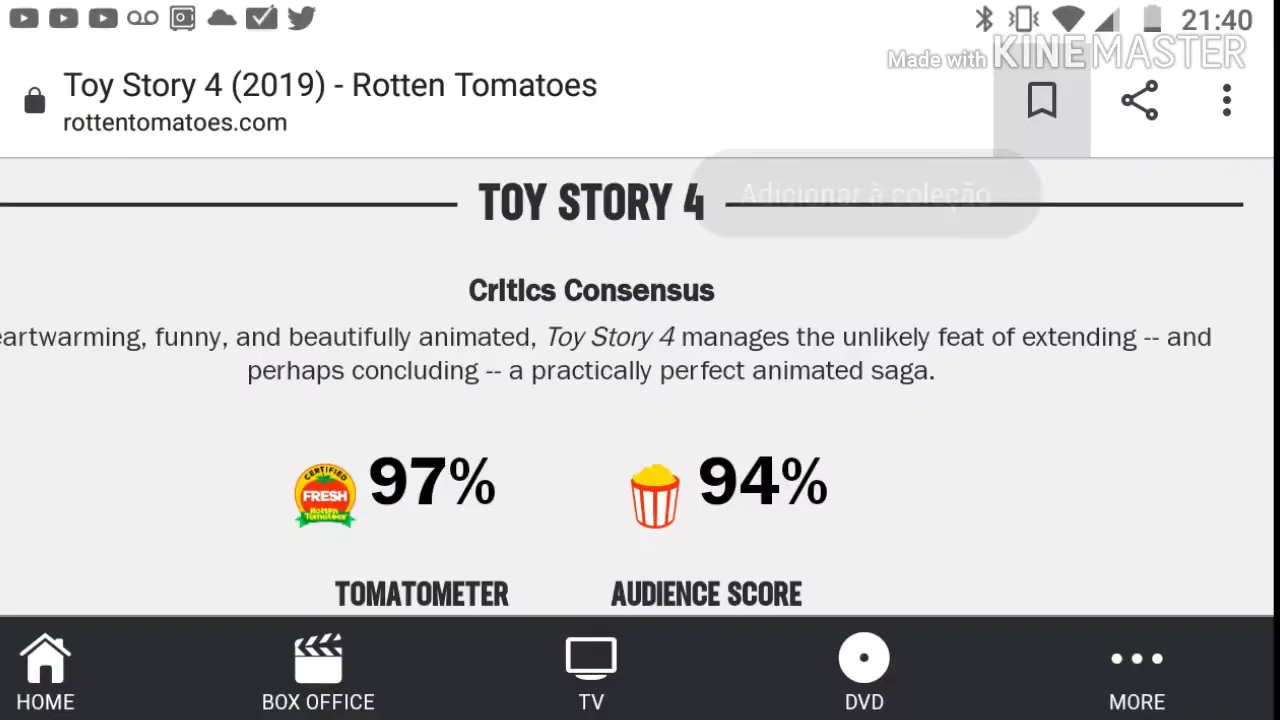 21:40
Made with KINEMASTER
Toy Story 4 (2019) - Rotten Tomatoes
rottentomatoes.com
Adicionar à coleção
TOY STORY 4
Critics Consensus
eartwarming, funny, and beautifully animated, Toy Story 4 manages the unlikely feat of extending -- and
perhaps concluding -- a practically perfect animated saga.
CERTIFIED
FRESH
Rotten
Tomatoes
97%
94%
TOMATOMETER
AUDIENCE SCORE
HOME
BOX OFFICE
TV
DVD
MORE